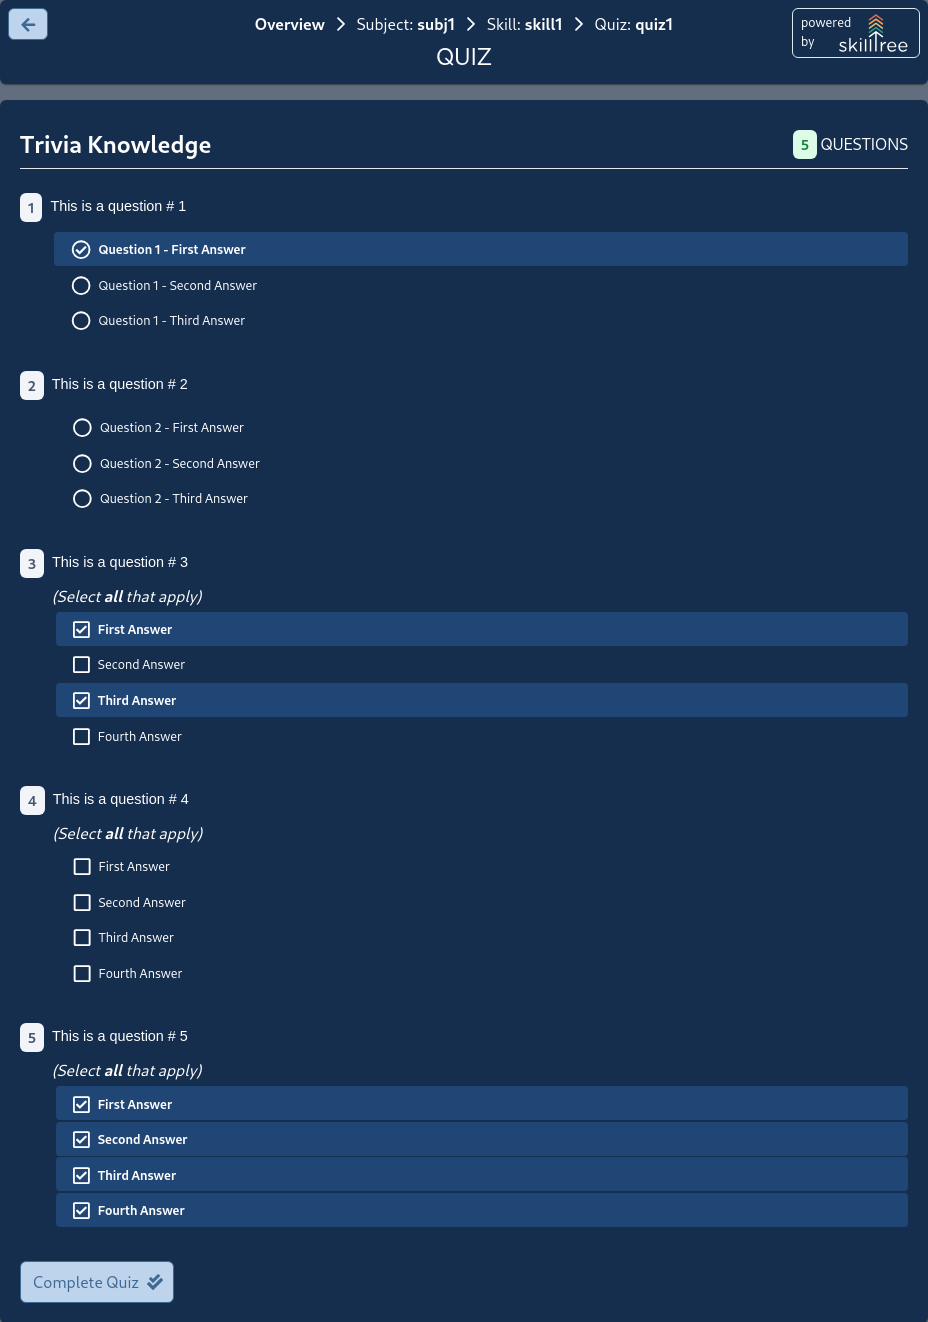 Overview Subject: subj1 Skill: skill1 Quiz: quiz1
QUIZ
powered by skilltree
Trivia Knowledge
5 QUESTIONS
1 This is a question # 1
Question 1 - First Answer
Question 1 - Second Answer
Question 1 - Third Answer
2 This is a question # 2
Question 2 - First Answer
Question 2 - Second Answer
Question 2 - Third Answer
3 This is a question # 3
(Select all that apply)
First Answer
Second Answer
Third Answer
Fourth Answer
4 This is a question # 4
(Select all that apply)
First Answer
Second Answer
Third Answer
Fourth Answer
5 This is a question # 5
(Select all that apply)
First Answer
Second Answer
Third Answer
Fourth Answer
Complete Quiz